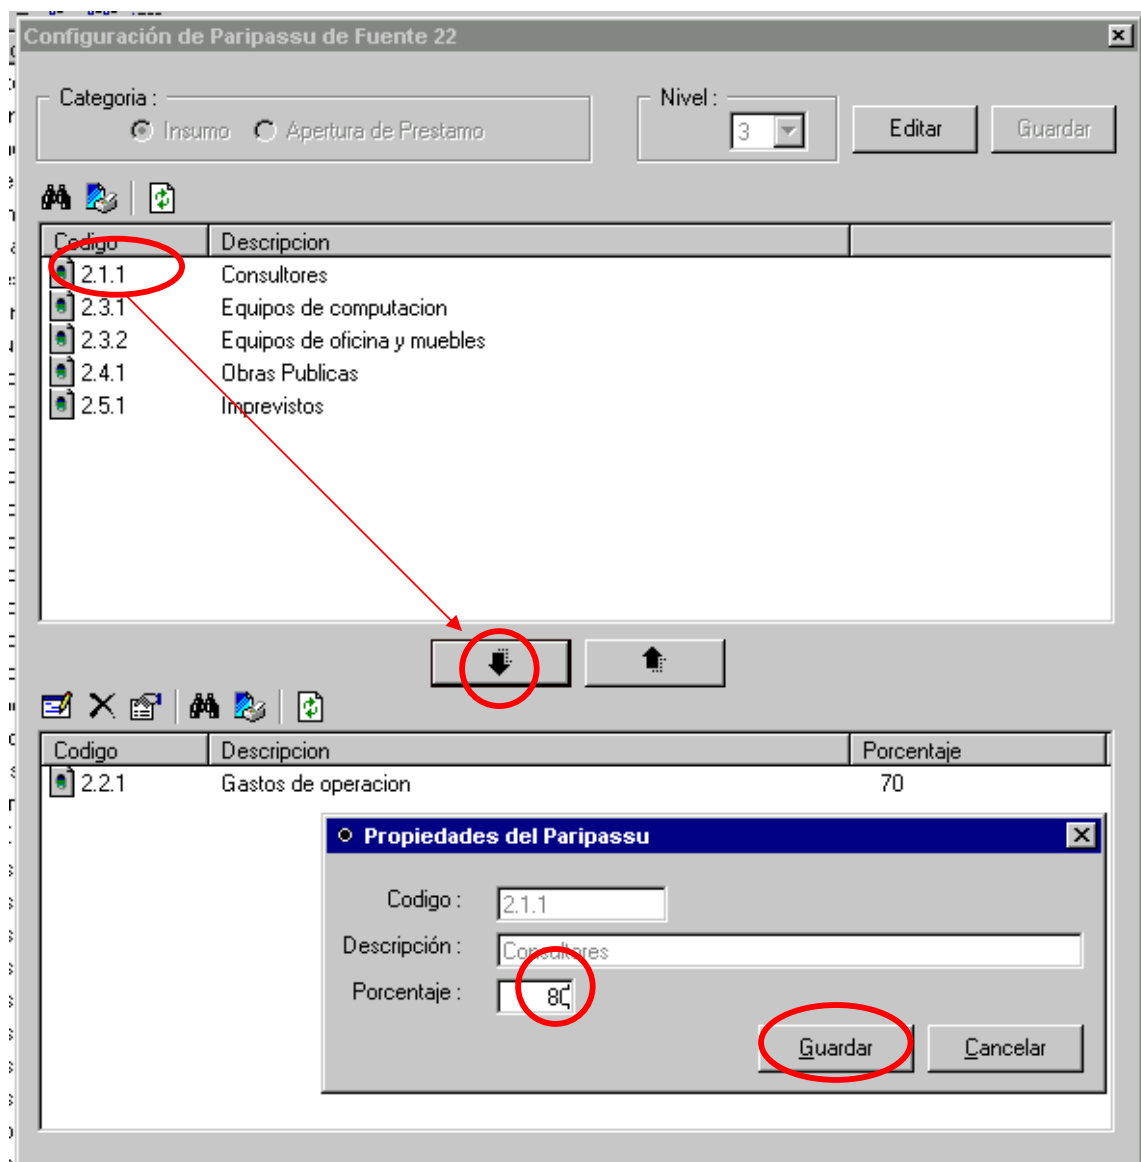 Configuración de Paripassu de Fuente 22
Categoria :
Nivel :
Insumo Apertura de Prestamo
3
Editar
Guardar
Codigo Descripcion
2.1.1 Consultores
2.3.1 Equipos de computacion
2.3.2 Equipos de oficina y muebles
2.4.1 Obras Publicas
2.5.1 Imprevistos
Codigo Descripcion Porcentaje
2.2.1 Gastos de operacion 70
Propiedades del Paripassu
Codigo : 2.1.1
Descripción : Consultores
Porcentaje : 80
Guardar Cancelar